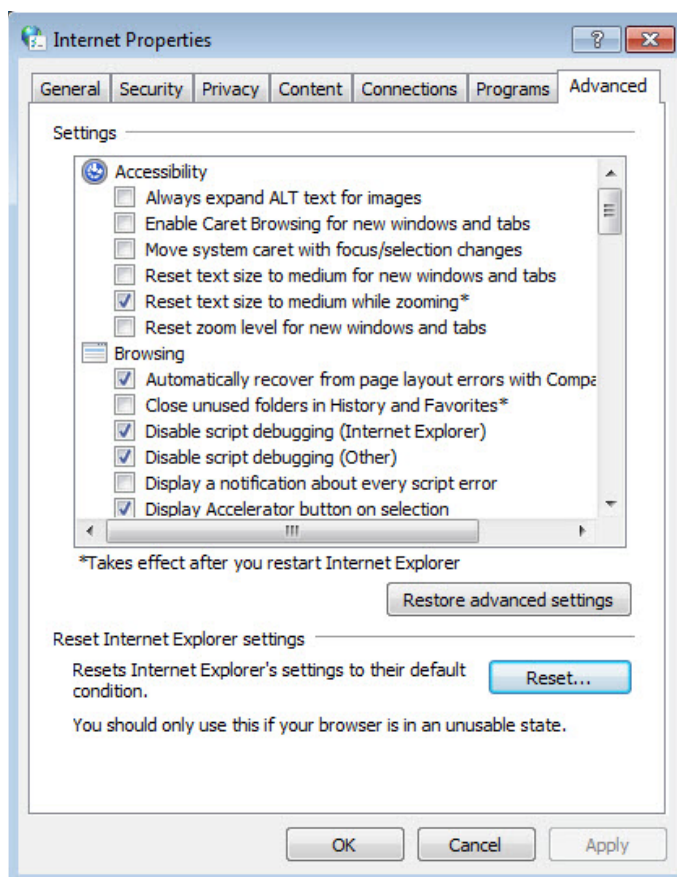 Internet Properties
General Security Privacy Content Connections Programs Advanced
Settings
Accessibility
Always expand ALT text for images
Enable Caret Browsing for new windows and tabs
Move system caret with focus/selection changes
Reset text size to medium for new windows and tabs
Reset text size to medium while zooming*
Reset zoom level for new windows and tabs
Browsing
Automatically recover from page layout errors with Compa
Close unused folders in History and Favorites*
Disable script debugging (Internet Explorer)
Disable script debugging (Other)
Display a notification about every script error
Display Accelerator button on selection
*Takes effect after you restart Internet Explorer
Restore advanced settings
Reset Internet Explorer settings
Resets Internet Explorer's settings to their default
condition.
Reset...
You should only use this if your browser is in an unusable state.
OK Cancel Apply